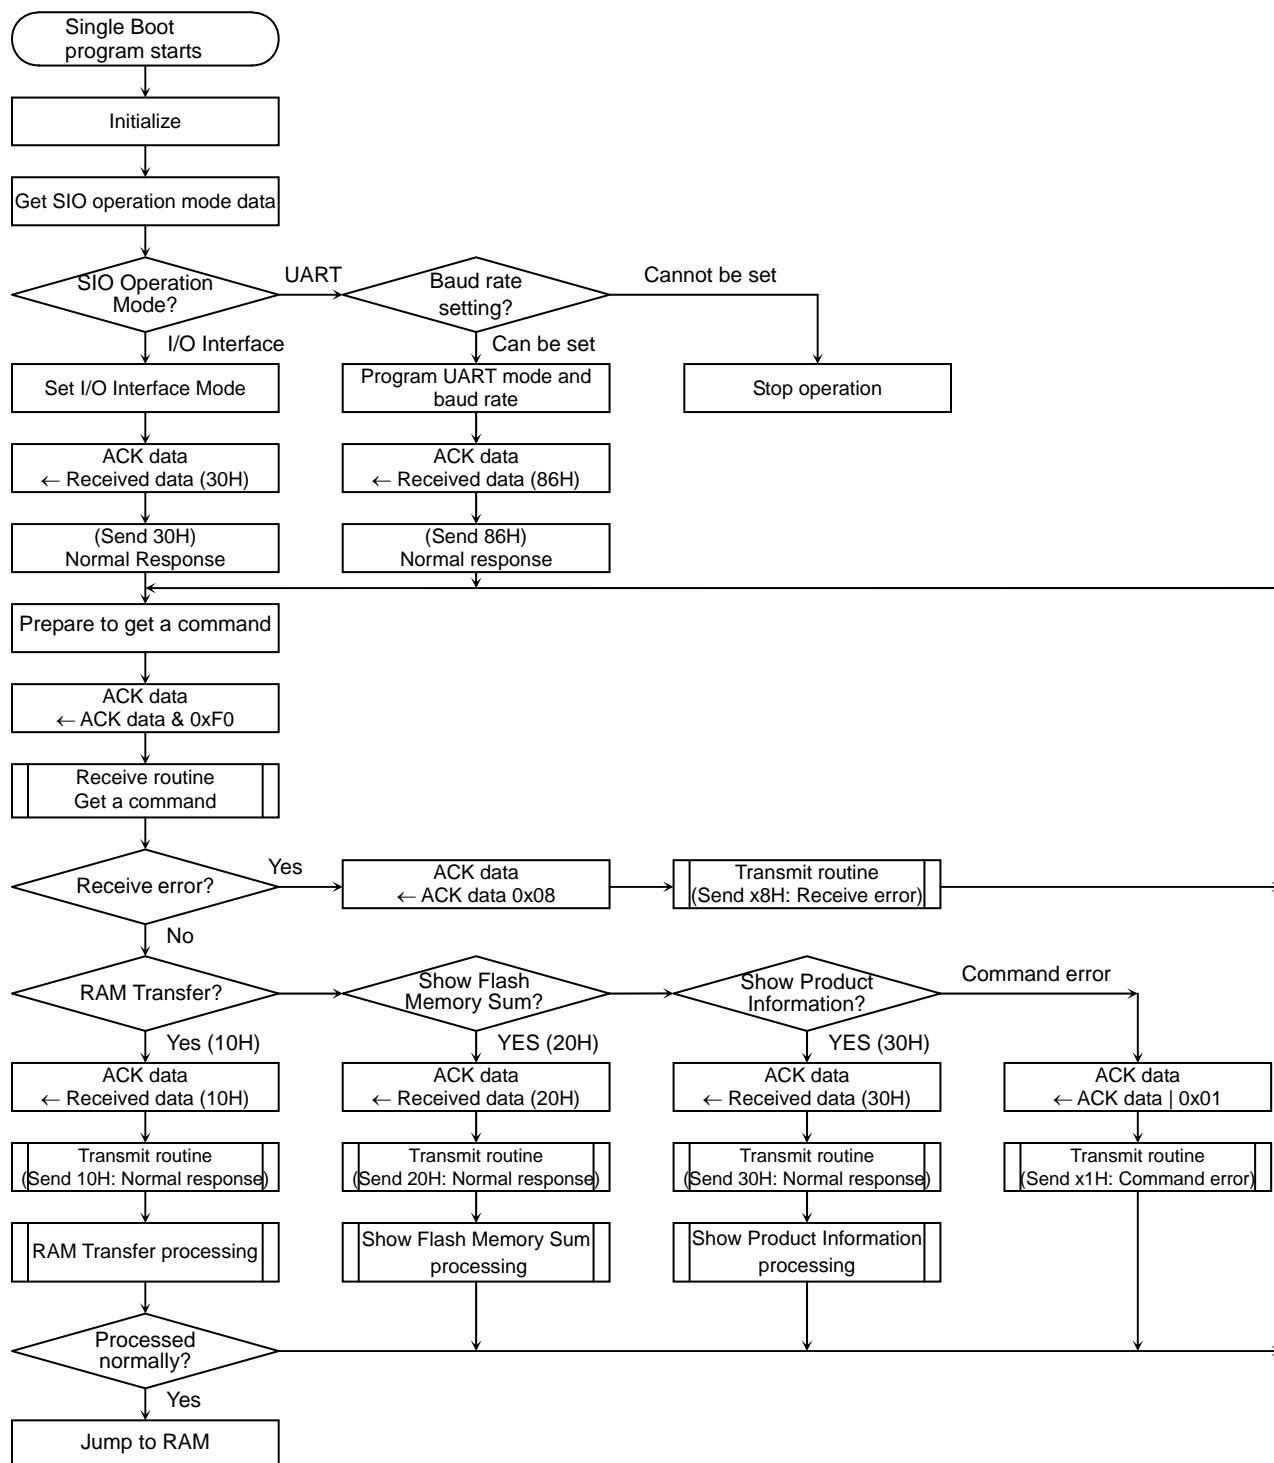 Single Boot
program starts
Initialize
Get SIO operation mode data
SIO Operation
Mode?
UART
Baud rate
setting?
Cannot be set
I/O Interface
Can be set
Set I/O Interface Mode
Program UART mode and
baud rate
Stop operation
ACK data
← Received data (30H)
ACK data
← Received data (86H)
(Send 30H)
Normal Response
(Send 86H)
Normal response
Prepare to get a command
ACK data
← ACK data & 0xF0
Receive routine
Get a command
Receive error?
Yes
ACK data
← ACK data 0x08
Transmit routine
(Send x8H: Receive error)
No
RAM Transfer?
Show Flash
Memory Sum?
Show Product
Information?
Command error
Yes (10H)
YES (20H)
YES (30H)
ACK data
← Received data (10H)
ACK data
← Received data (20H)
ACK data
← Received data (30H)
ACK data
← ACK data | 0x01
Transmit routine
(Send 10H: Normal response)
Transmit routine
(Send 20H: Normal response)
Transmit routine
(Send 30H: Normal response)
Transmit routine
(Send x1H: Command error)
RAM Transfer processing
Show Flash Memory Sum
processing
Show Product Information
processing
Processed
normally?
Yes
Jump to RAM